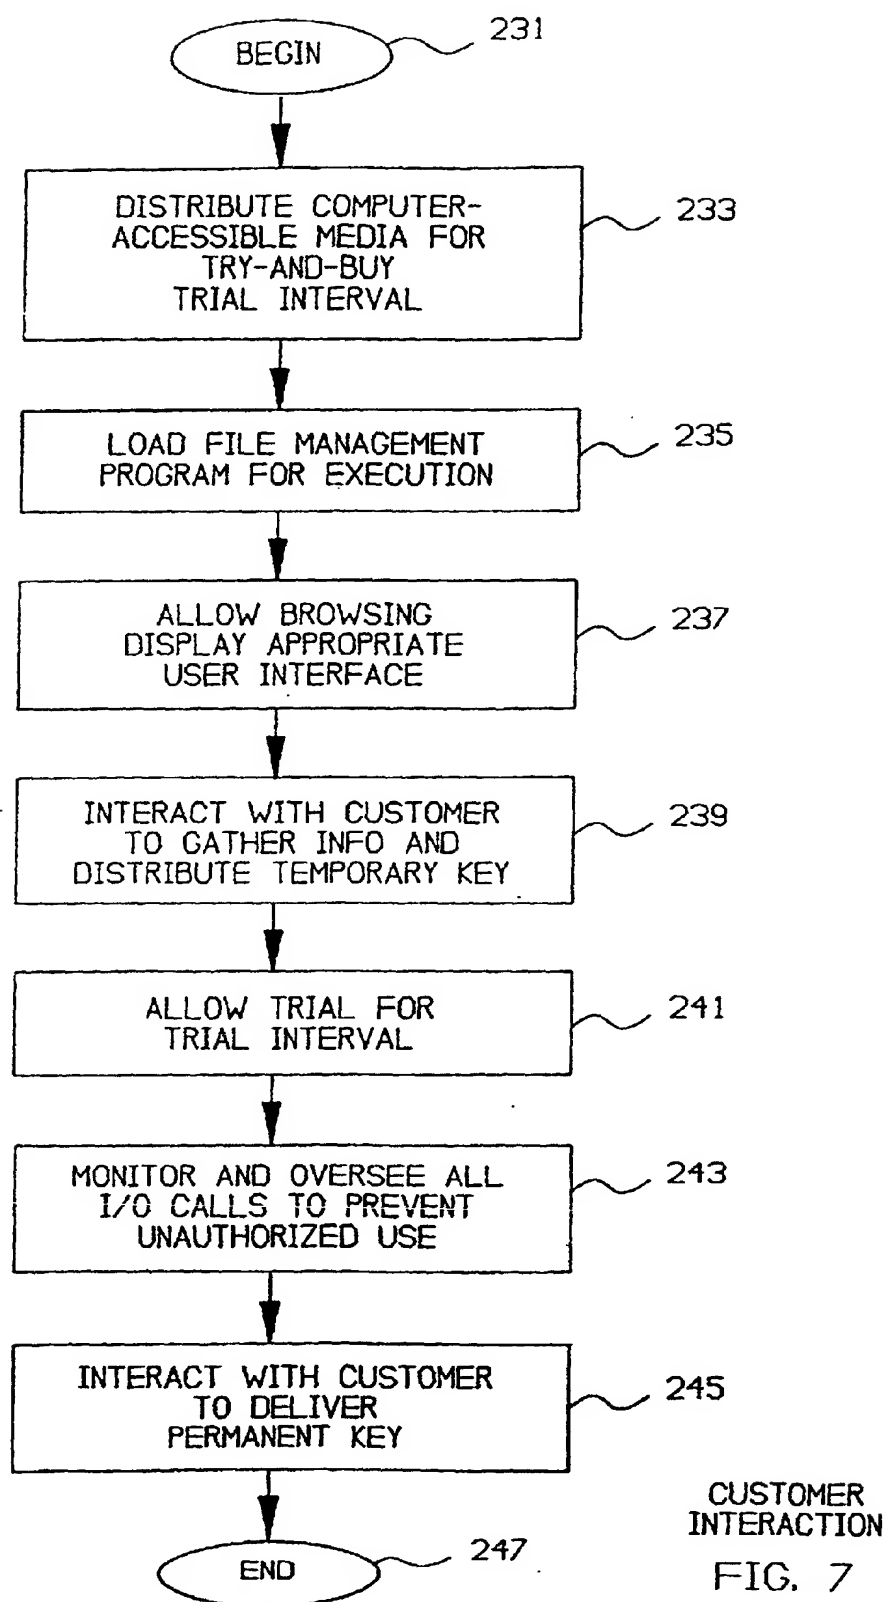 BEGIN
231
DISTRIBUTE COMPUTER-
ACCESSIBLE MEDIA FOR
TRY-AND-BUY
TRIAL INTERVAL
233
LOAD FILE MANAGEMENT
PROGRAM FOR EXECUTION
235
ALLOW BROWSING
DISPLAY APPROPRIATE
USER INTERFACE
237
INTERACT WITH CUSTOMER
TO GATHER INFO AND
DISTRIBUTE TEMPORARY KEY
239
ALLOW TRIAL FOR
TRIAL INTERVAL
241
MONITOR AND OVERSEE ALL
I/O CALLS TO PREVENT
UNAUTHORIZED USE
243
INTERACT WITH CUSTOMER
TO DELIVER
PERMANENT KEY
245
END
247
CUSTOMER
INTERACTION
FIG. 7